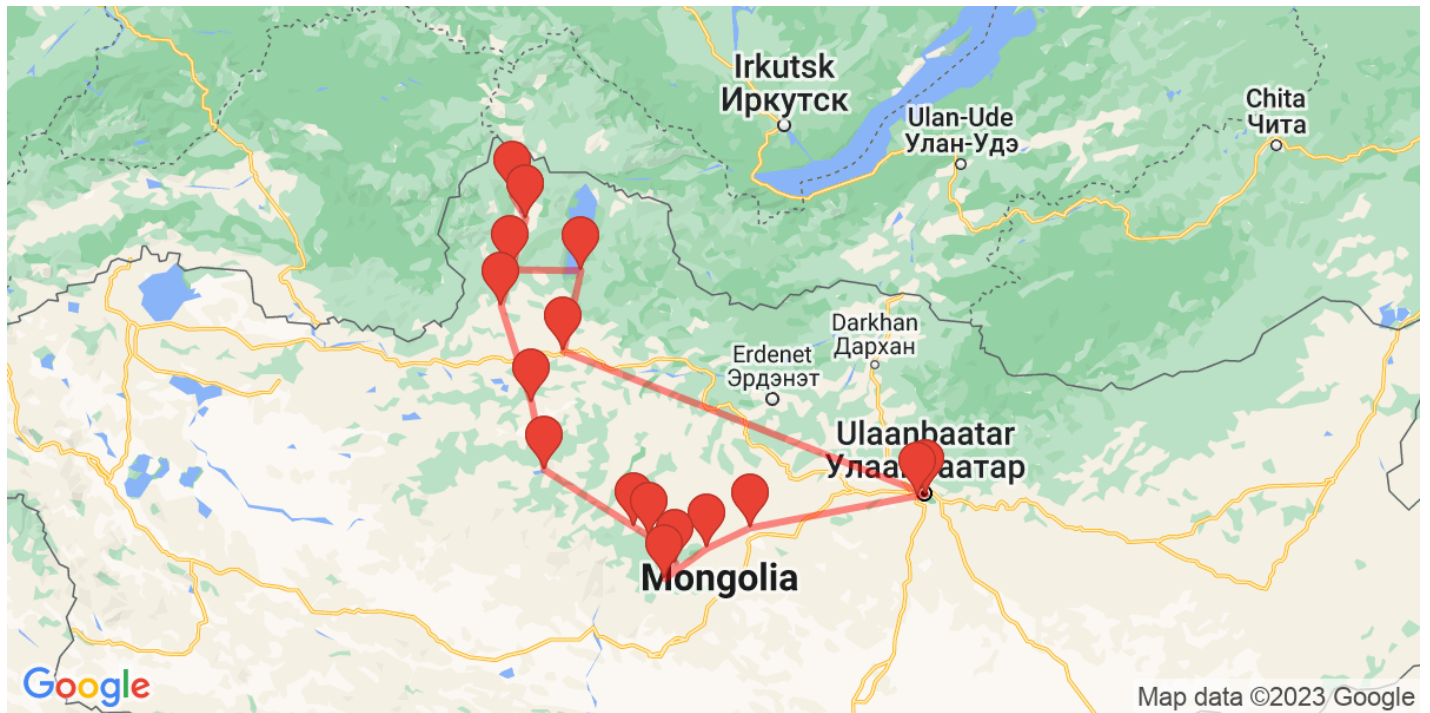 Irkutsk
Иркутск
Ulan-Ude
Улан-Удэ
Chita
Чита
Darkhan
Дархан
Erdenet
Эрдэнэт
Ulaanbaatar
Улаанбаатар
Mongolia
Google
Map data ©2023 Google